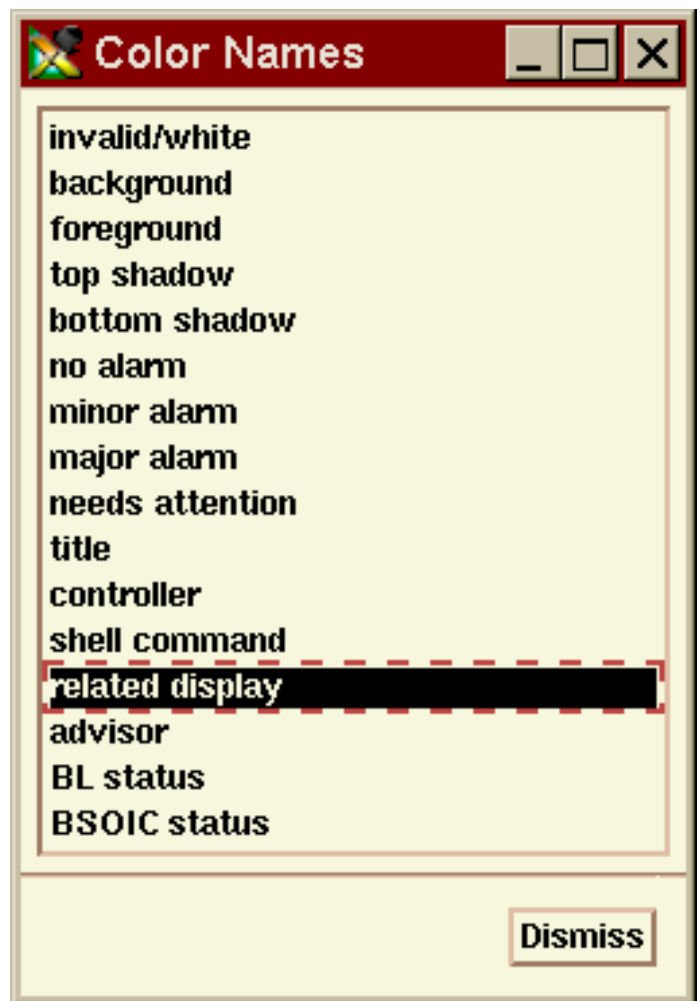 Color Names
invalid/white
background
foreground
top shadow
bottom shadow
no alarm
minor alarm
major alarm
needs attention
title
controller
shell command
related display
advisor
BL status
BSOIC status
Dismiss